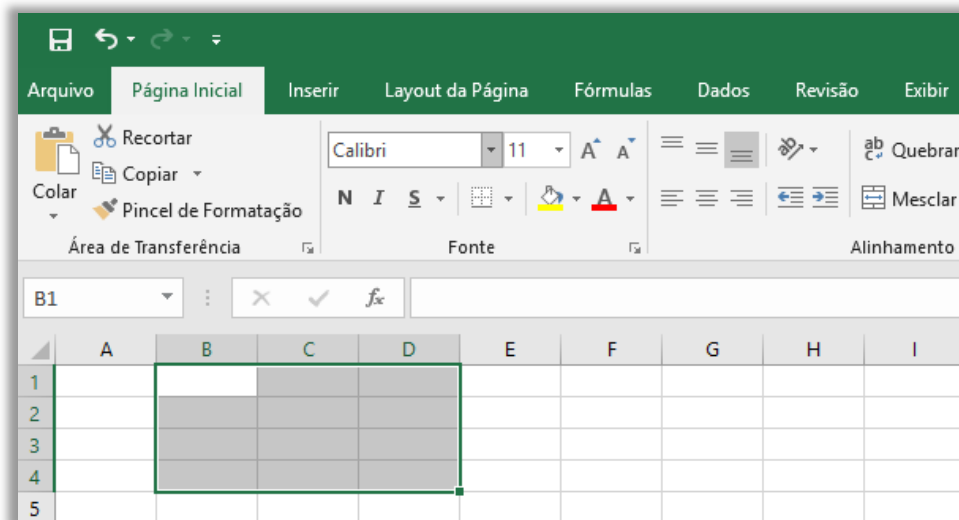 Arquivo Página Inicial Inserir Layout da Página Fórmulas Dados Revisão Exibir
Colar
Recortar
Copiar
Pincel de Formatação
Área de Transferência
Calibri 11 A A
N I S A
Fonte
ab c Quebrar
Mesclar
Alinhamento
B1 fx
A B C D E F G H I
1
2
3
4
5